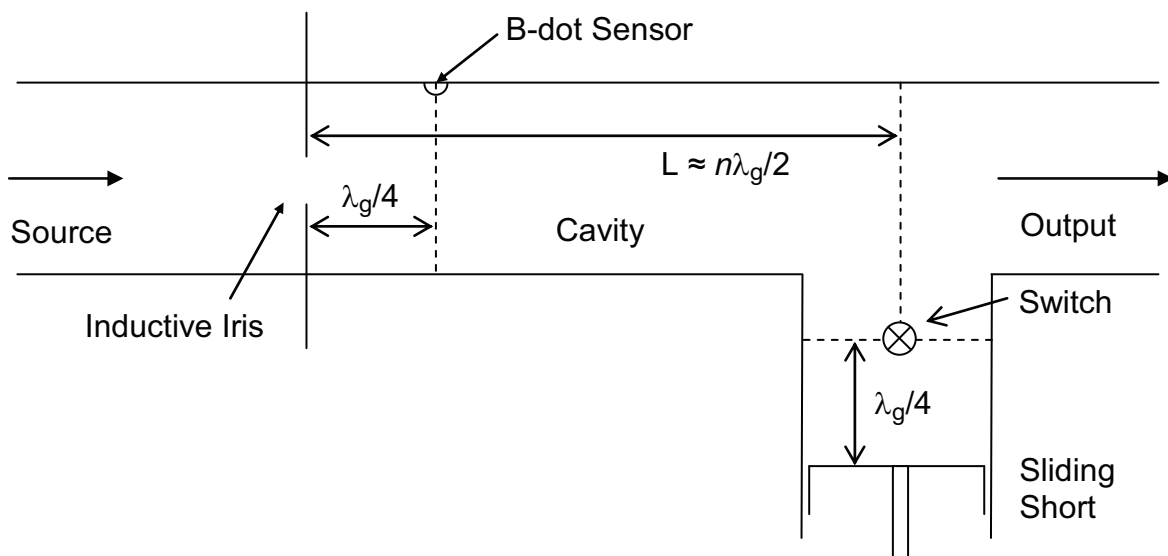 B-dot Sensor
L ≈ nλg/2
λg/4
Source
Cavity
Output
Inductive Iris
Switch
λg/4
Sliding
Short